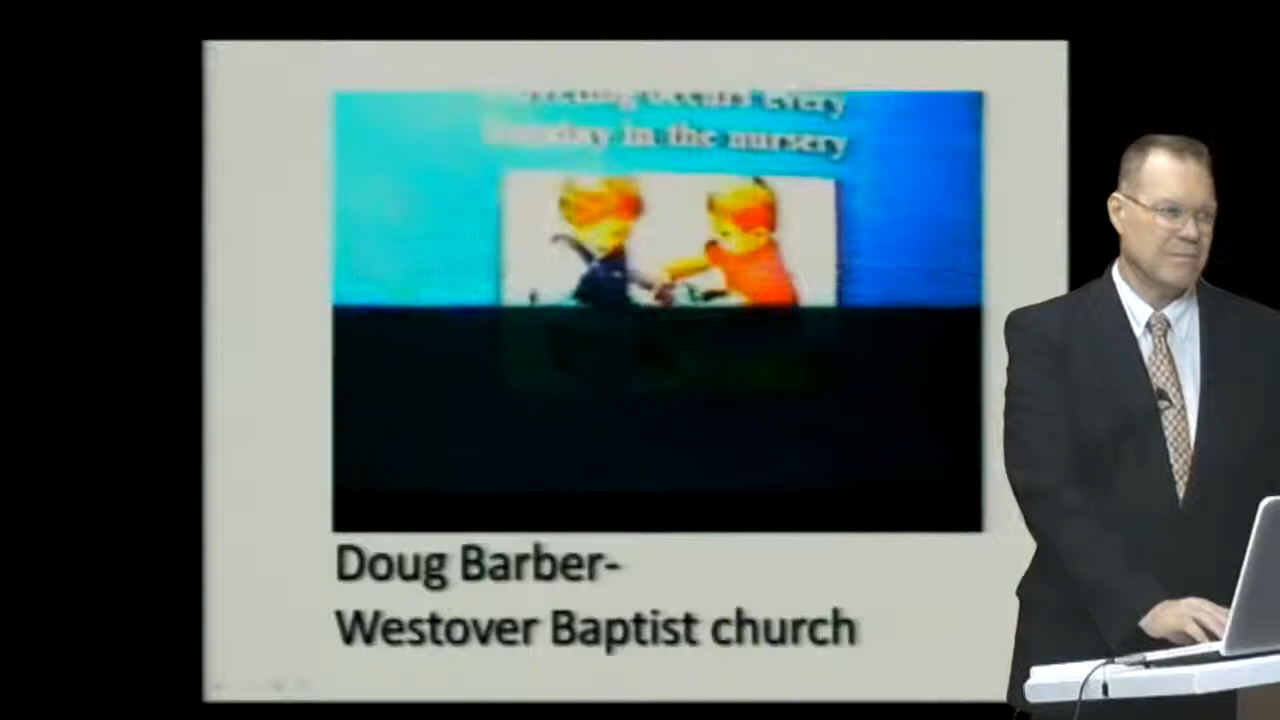 every
in the nursery
Doug Barber-
Westover Baptist church